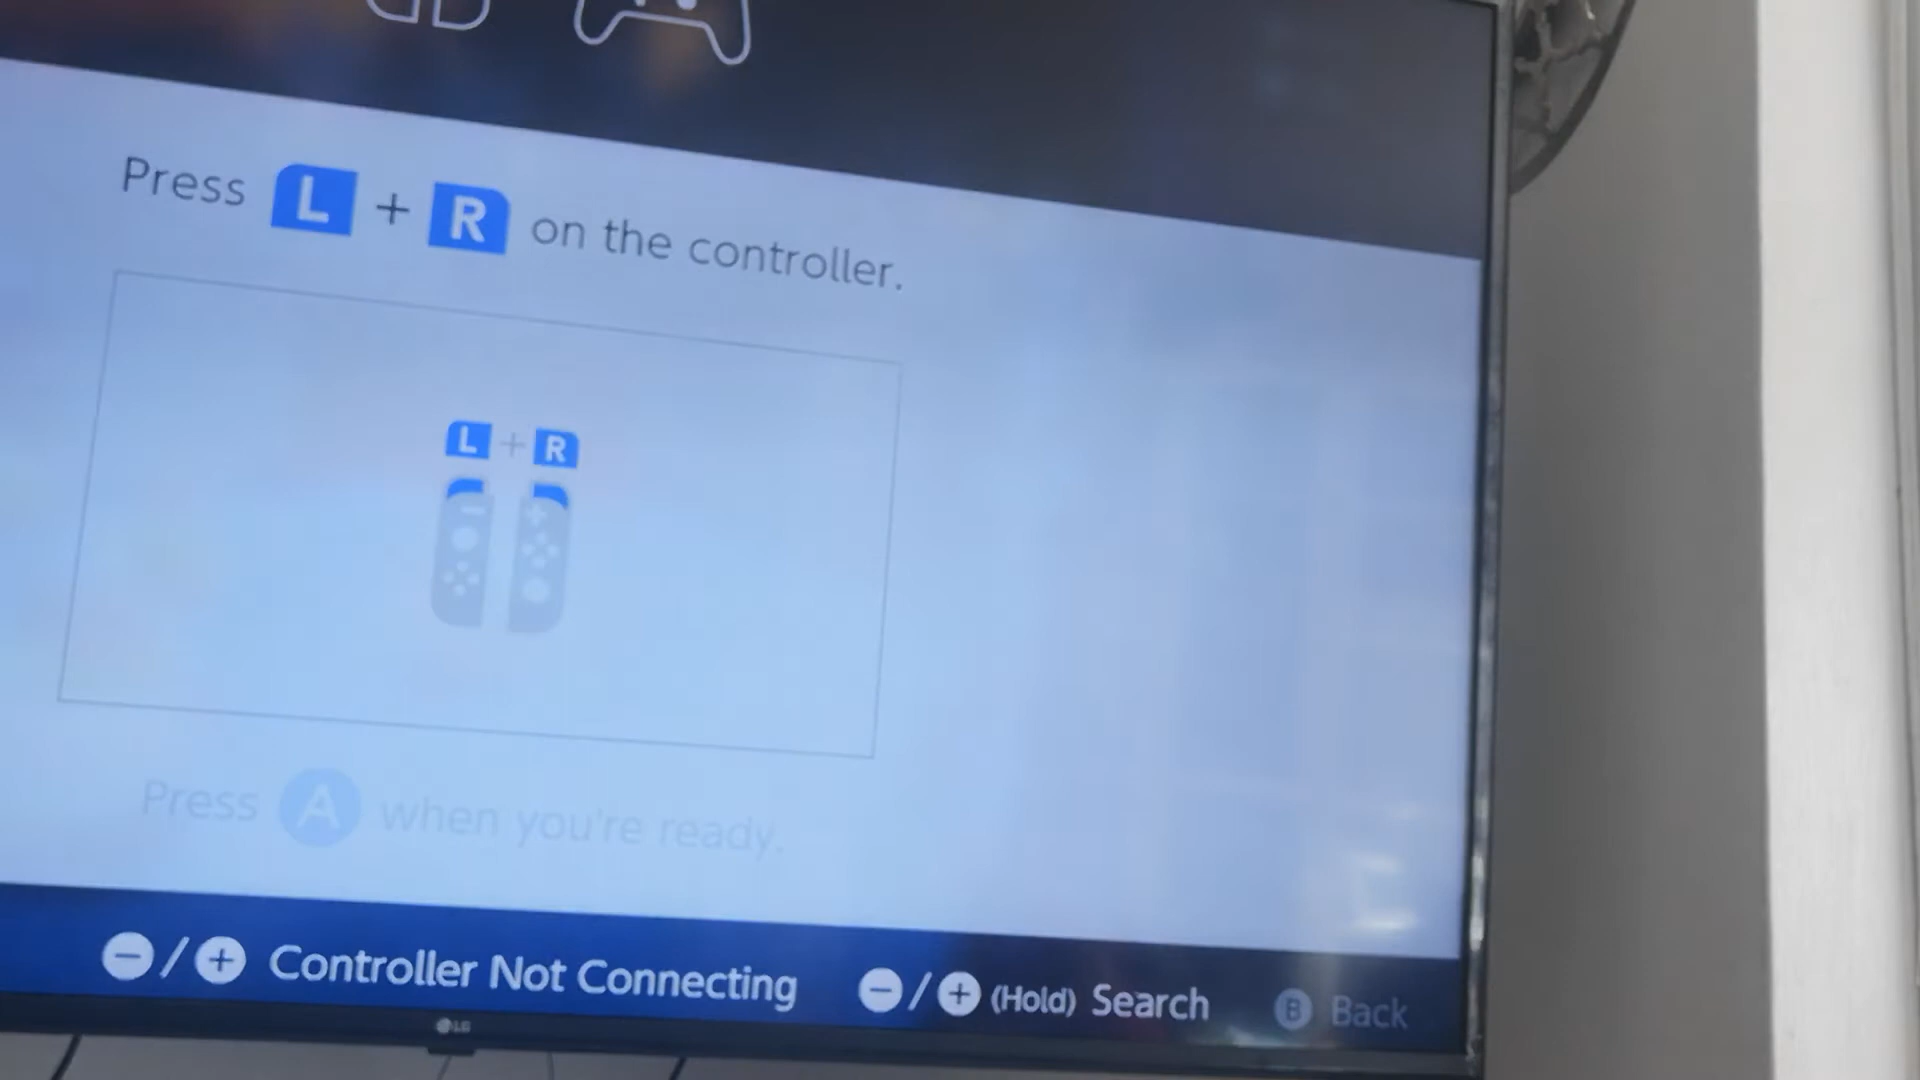 Press L + R on the controller.
L + R
Press A when you're ready.
−/+ Controller Not Connecting −/+ (Hold) Search B Back
LG